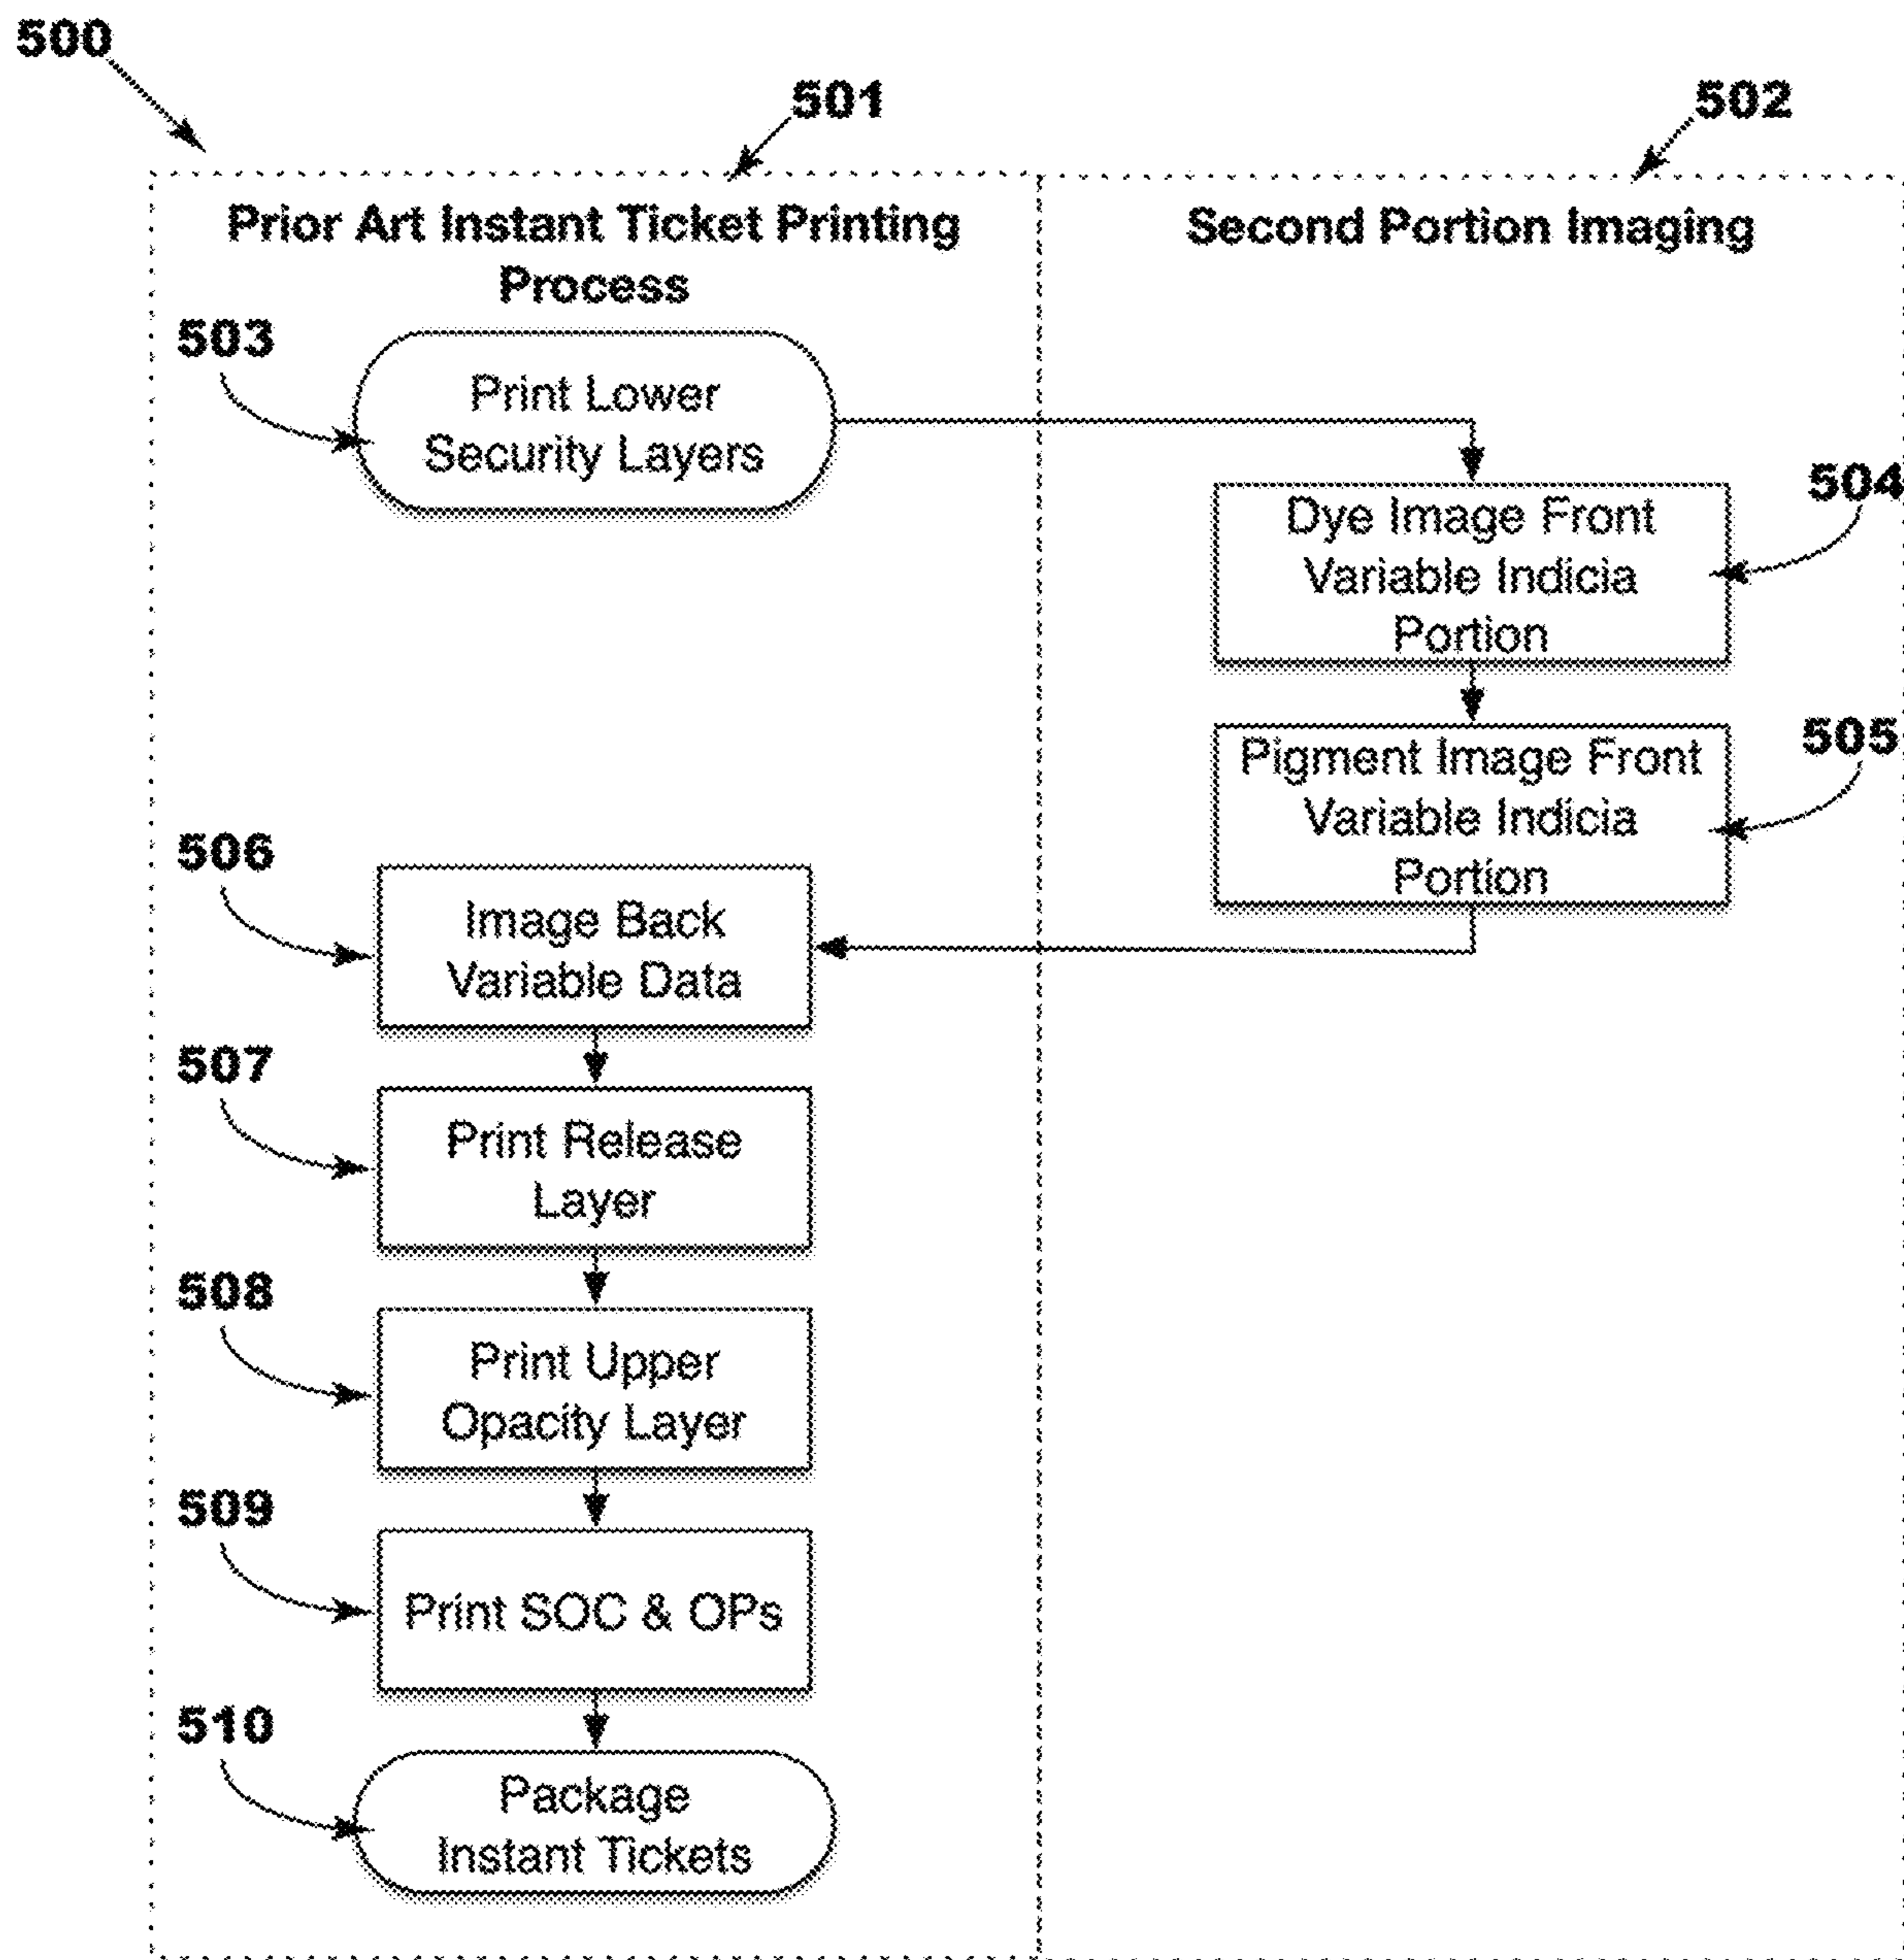 500
501
502
Prior Art Instant Ticket Printing
Process
Second Portion Imaging
503
Print Lower
Security Layers
504
Dye Image Front
Variable Indicia
Portion
505
Pigment Image Front
Variable Indicia
Portion
506
Image Back
Variable Data
507
Print Release
Layer
508
Print Upper
Opacity Layer
509
Print SOC & OPs
510
Package
Instant Tickets